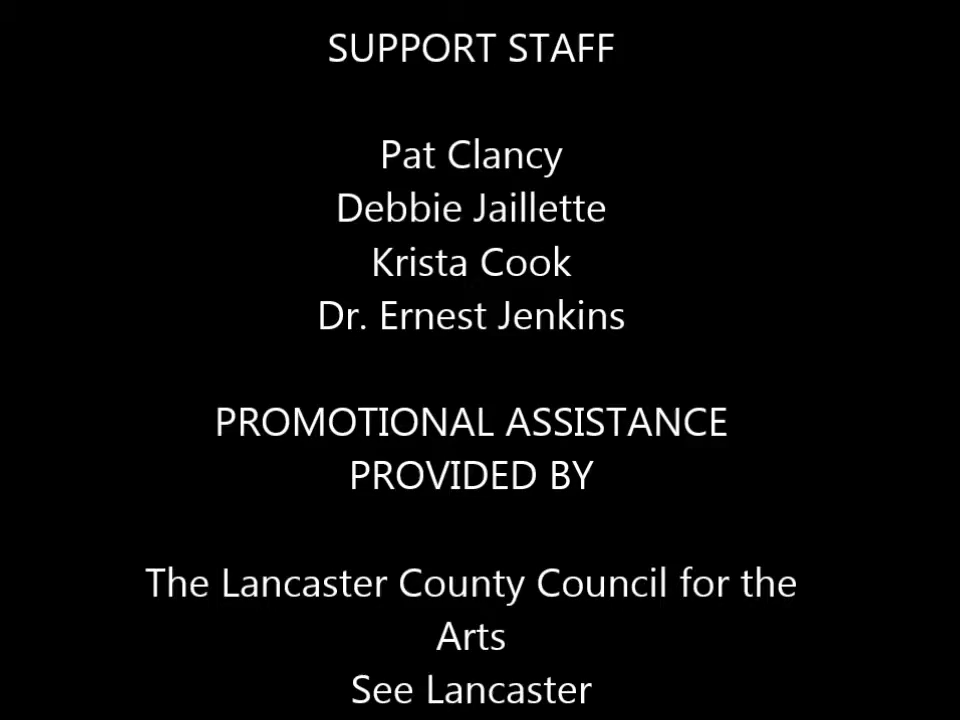 SUPPORT STAFF
Pat Clancy
Debbie Jaillette
Krista Cook
Dr. Ernest Jenkins
PROMOTIONAL ASSISTANCE
PROVIDED BY
The Lancaster County Council for the
Arts
See Lancaster